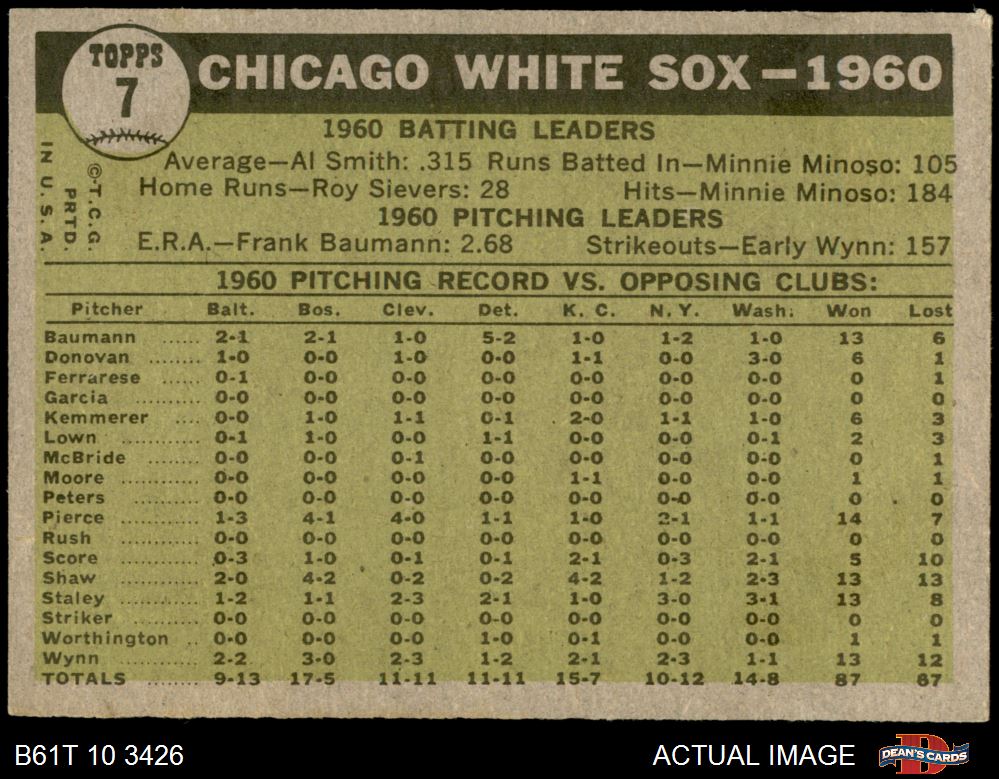 TOPPS
7
CHICAGO WHITE SOX—1960
1960 BATTING LEADERS
Average—Al Smith: .315 Runs Batted In—Minnie Minoso: 105
Home Runs—Roy Sievers: 28 Hits—Minnie Minoso: 184
1960 PITCHING LEADERS
E.R.A.—Frank Baumann: 2.68 Strikeouts—Early Wynn: 157
© T.C.G.
PRTD.
IN U.S.A.
1960 PITCHING RECORD VS. OPPOSING CLUBS:
Pitcher Balt. Bos. Clev. Det. K. C. N. Y. Wash. Won Lost
Baumann ...... 2-1 2-1 1-0 5-2 1-0 1-2 1-0 13 6
Donovan ........ 1-0 0-0 1-0 0-0 1-1 0-0 3-0 6 1
Ferrarese ...... 0-1 0-0 0-0 0-0 0-0 0-0 0-0 0 1
Garcia .......... 0-0 0-0 0-0 0-0 0-0 0-0 0-0 0 0
Kemmerer .... 0-0 1-0 1-1 0-1 2-0 1-1 1-0 6 3
Lown ............ 0-1 1-0 0-0 1-1 0-0 0-0 0-1 2 3
McBride ........ 0-0 0-0 0-1 0-0 0-0 0-0 0-0 0 1
Moore .......... 0-0 0-0 0-0 0-0 1-1 0-0 0-0 1 1
Peters .......... 0-0 0-0 0-0 0-0 0-0 0-0 0-0 0 0
Pierce ............ 1-3 4-1 4-0 1-1 1-0 2-1 1-1 14 7
Rush ............ 0-0 0-0 0-0 0-0 0-0 0-0 0-0 0 0
Score ............ 0-3 1-0 0-1 0-1 2-1 0-3 2-1 5 10
Shaw ............ 2-0 4-2 0-2 0-2 4-2 1-2 2-3 13 13
Staley ............ 1-2 1-1 2-3 2-1 1-0 3-0 3-1 13 8
Striker .......... 0-0 0-0 0-0 0-0 0-0 0-0 0-0 0 0
Worthington .. 0-0 0-0 0-0 1-0 0-1 0-0 0-0 1 1
Wynn ............ 2-2 3-0 2-3 1-2 2-1 2-3 1-1 13 12
TOTALS ........ 9-13 17-5 11-11 11-11 15-7 10-12 14-8 87 67
B61T 10 3426 ACTUAL IMAGE DEAN'S CARDS